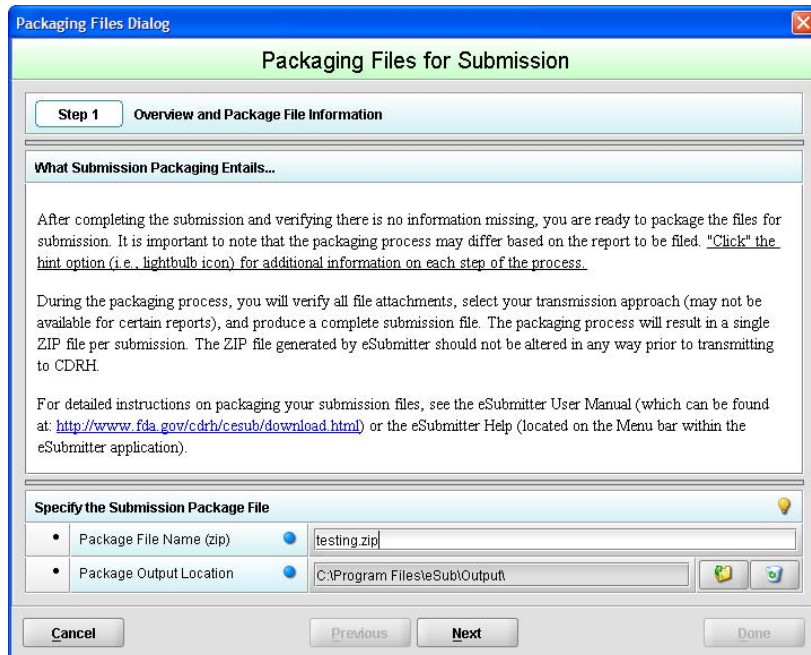 Packaging Files Dialog
Packaging Files for Submission
Step 1 Overview and Package File Information
What Submission Packaging Entails...
After completing the submission and verifying there is no information missing, you are ready to package the files for
submission. It is important to note that the packaging process may differ based on the report to be filed. "Click" the
hint option (i.e., lightbulb icon) for additional information on each step of the process.
During the packaging process, you will verify all file attachments, select your transmission approach (may not be
available for certain reports), and produce a complete submission file. The packaging process will result in a single
ZIP file per submission. The ZIP file generated by eSubmitter should not be altered in any way prior to transmitting
to CDRH.
For detailed instructions on packaging your submission files, see the eSubmitter User Manual (which can be found
at: http://www.fda.gov/cdrh/cesub/download.html) or the eSubmitter Help (located on the Menu bar within the
eSubmitter application).
Specify the Submission Package File
• Package File Name (zip) testing.zip
• Package Output Location C:\Program Files\eSub\Output\
Cancel Previous Next Done